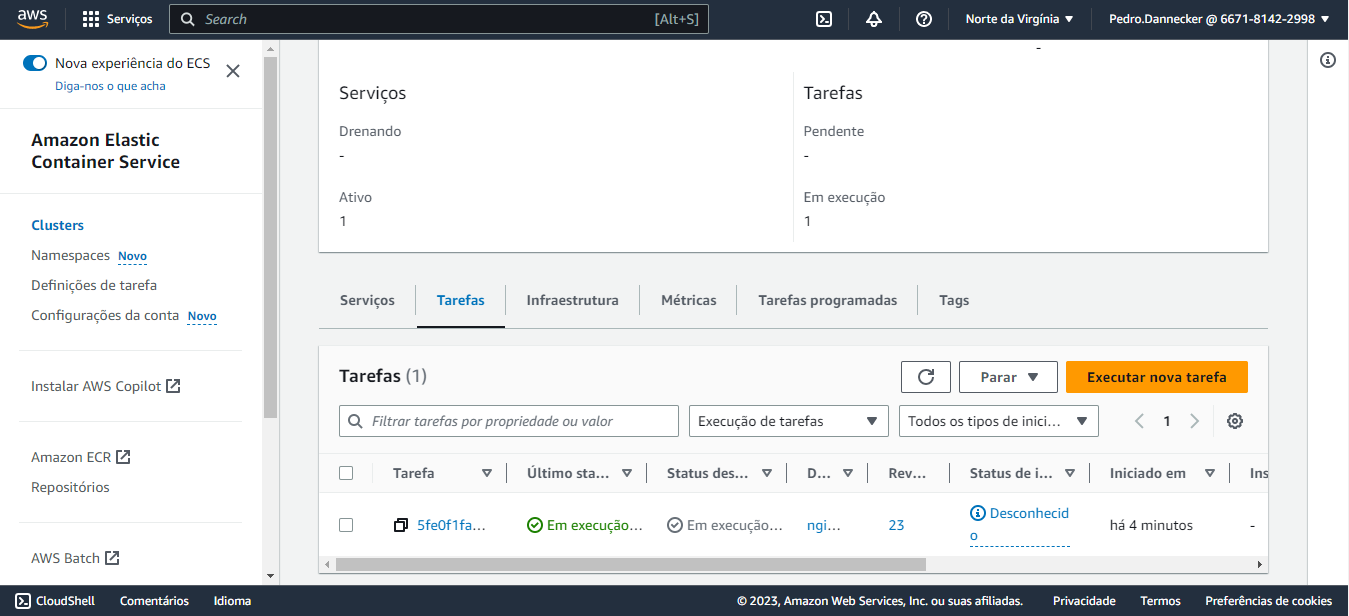 aws
Serviços
Search
[Alt+S]
Norte da Virgínia
Pedro.Dannecker @ 6671-8142-2998
Nova experiência do ECS
Diga-nos o que acha
Amazon Elastic
Container Service
Clusters
Namespaces Novo
Definições de tarefa
Configurações da conta Novo
Instalar AWS Copilot
Amazon ECR
Repositórios
AWS Batch
-
Serviços
Drenando
-
Ativo
1
Tarefas
Pendente
-
Em execução
1
Serviços Tarefas Infraestrutura Métricas Tarefas programadas Tags
Tarefas (1)
Parar
Executar nova tarefa
Filtrar tarefas por propriedade ou valor
Execução de tarefas
Todos os tipos de inici...
1
Tarefa Último sta... Status des... D... Rev... Status de i... Iniciado em Ins
5fe0f1fa... Em execução... Em execução... ngi... 23 Desconhecid
o
há 4 minutos -
CloudShell Comentários Idioma
© 2023, Amazon Web Services, Inc. ou suas afiliadas. Privacidade Termos Preferências de cookies